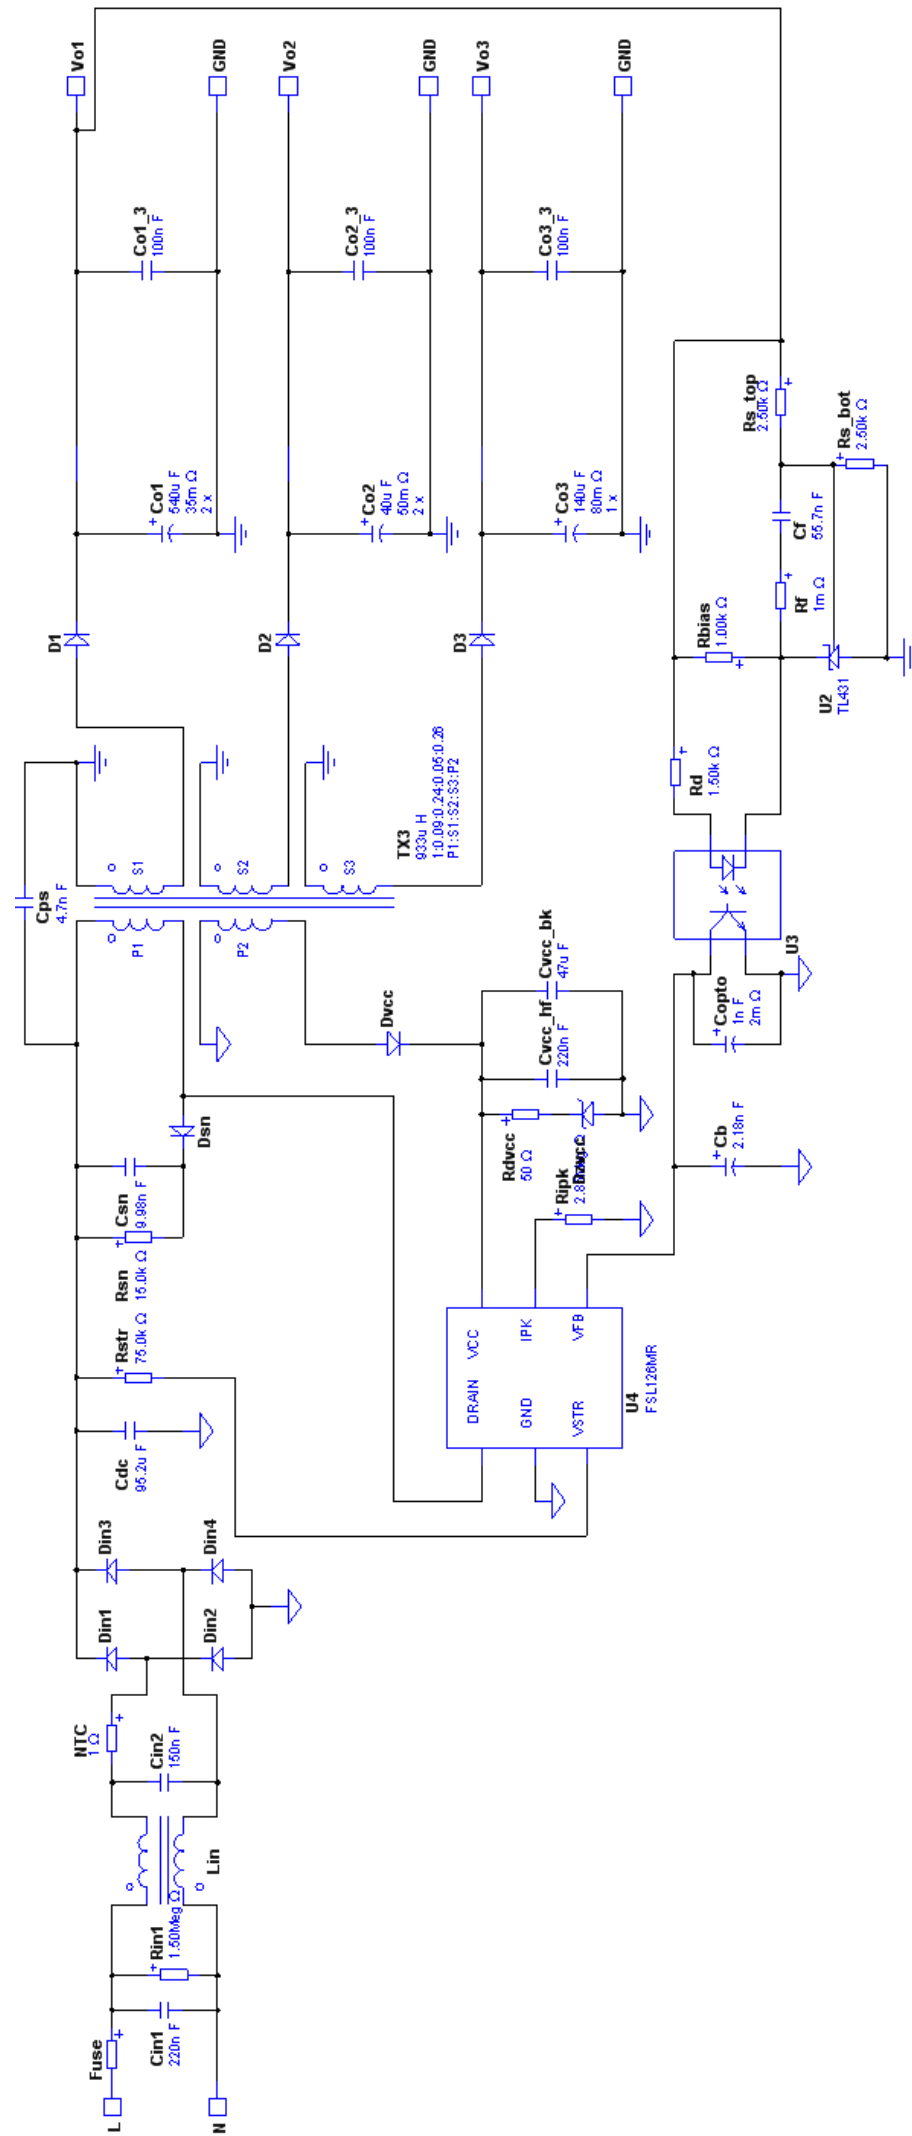 L
N
Fuse
Cin1
220n F
Rin1
1.50Meg Ω
Lin
Cin2
150n F
NTC
1 Ω
Din1
Din3
Din2
Din4
Cdc
95.2u F
Rstr
75.0k Ω
Rsn
15.0k Ω
Csn
9.98n F
Dsn
Cps
4.7n F
P1
S1
P2
S2
S3
TX3
933u H
1:0.09:0.24:0.05:0.26
P1:S1:S2:S3:P2
D1
D2
D3
Co1
540u F
35m Ω
2 x
Co1_3
100n F
Vo1
GND
Co2
40u F
50m Ω
2 x
Co2_3
100n F
Vo2
GND
Co3
140u F
80m Ω
1 x
Co3_3
100n F
Vo3
GND
Dvcc
Cvcc_bk
47u F
Cvcc_hf
220n F
Rdvcc
50 Ω
Dzvcc
Ripk
DRAIN
VCC
GND
IPK
VSTR
VFB
U4
FSL126MR
Cb
2.18n F
Copto
1n F
2m Ω
U3
Rd
1.50k Ω
Rbias
1.00k Ω
Rf
1m Ω
Cf
55.7n F
Rs_top
2.50k Ω
Rs_bot
2.50k Ω
U2
TL431